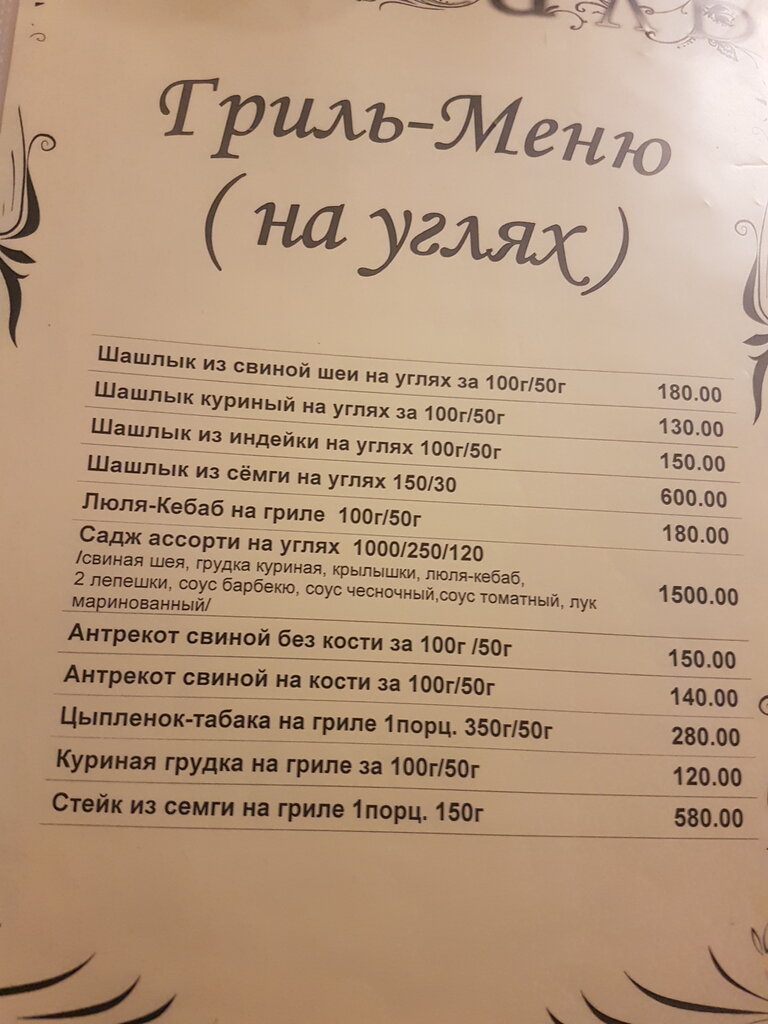 Гриль-Меню
( на углях)
Шашлык из свиной шеи на углях за 100г/50г 180.00
Шашлык куриный на углях за 100г/50г 130.00
Шашлык из индейки на углях 100г/50г 150.00
Шашлык из сёмги на углях 150/30 600.00
Люля-Кебаб на гриле 100г/50г 180.00
Садж ассорти на углях 1000/250/120
/свиная шея, грудка куриная, крылышки, люля-кебаб,
2 лепешки, соус барбекю, соус чесночный,соус томатный, лук 1500.00
маринованный/
Антрекот свиной без кости за 100г /50г 150.00
Антрекот свиной на кости за 100г/50г 140.00
Цыпленок-табака на гриле 1порц. 350г/50г 280.00
Куриная грудка на гриле за 100г/50г 120.00
Стейк из семги на гриле 1порц. 150г 580.00